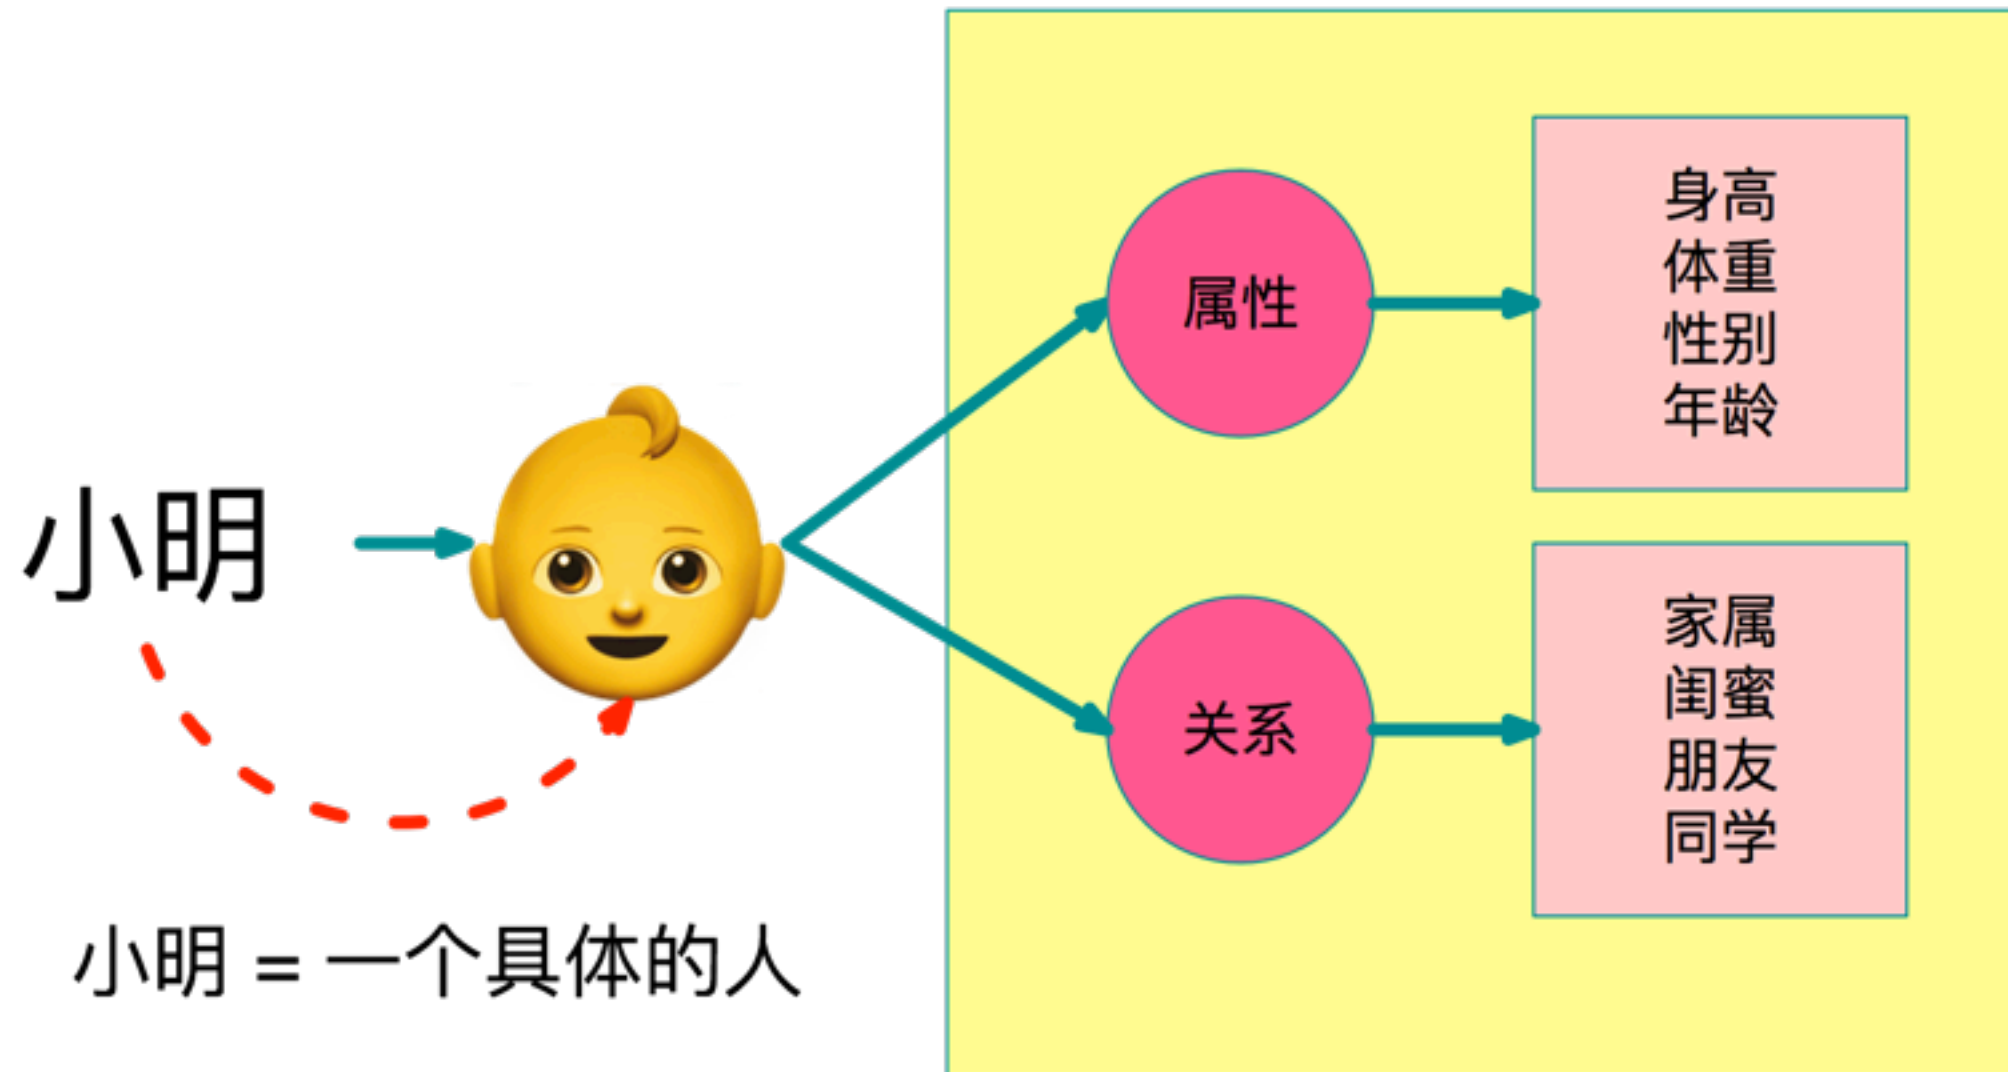 小明
小明 = 一个具体的人
属性
身高
体重
性别
年龄
关系
家属
闺蜜
朋友
同学